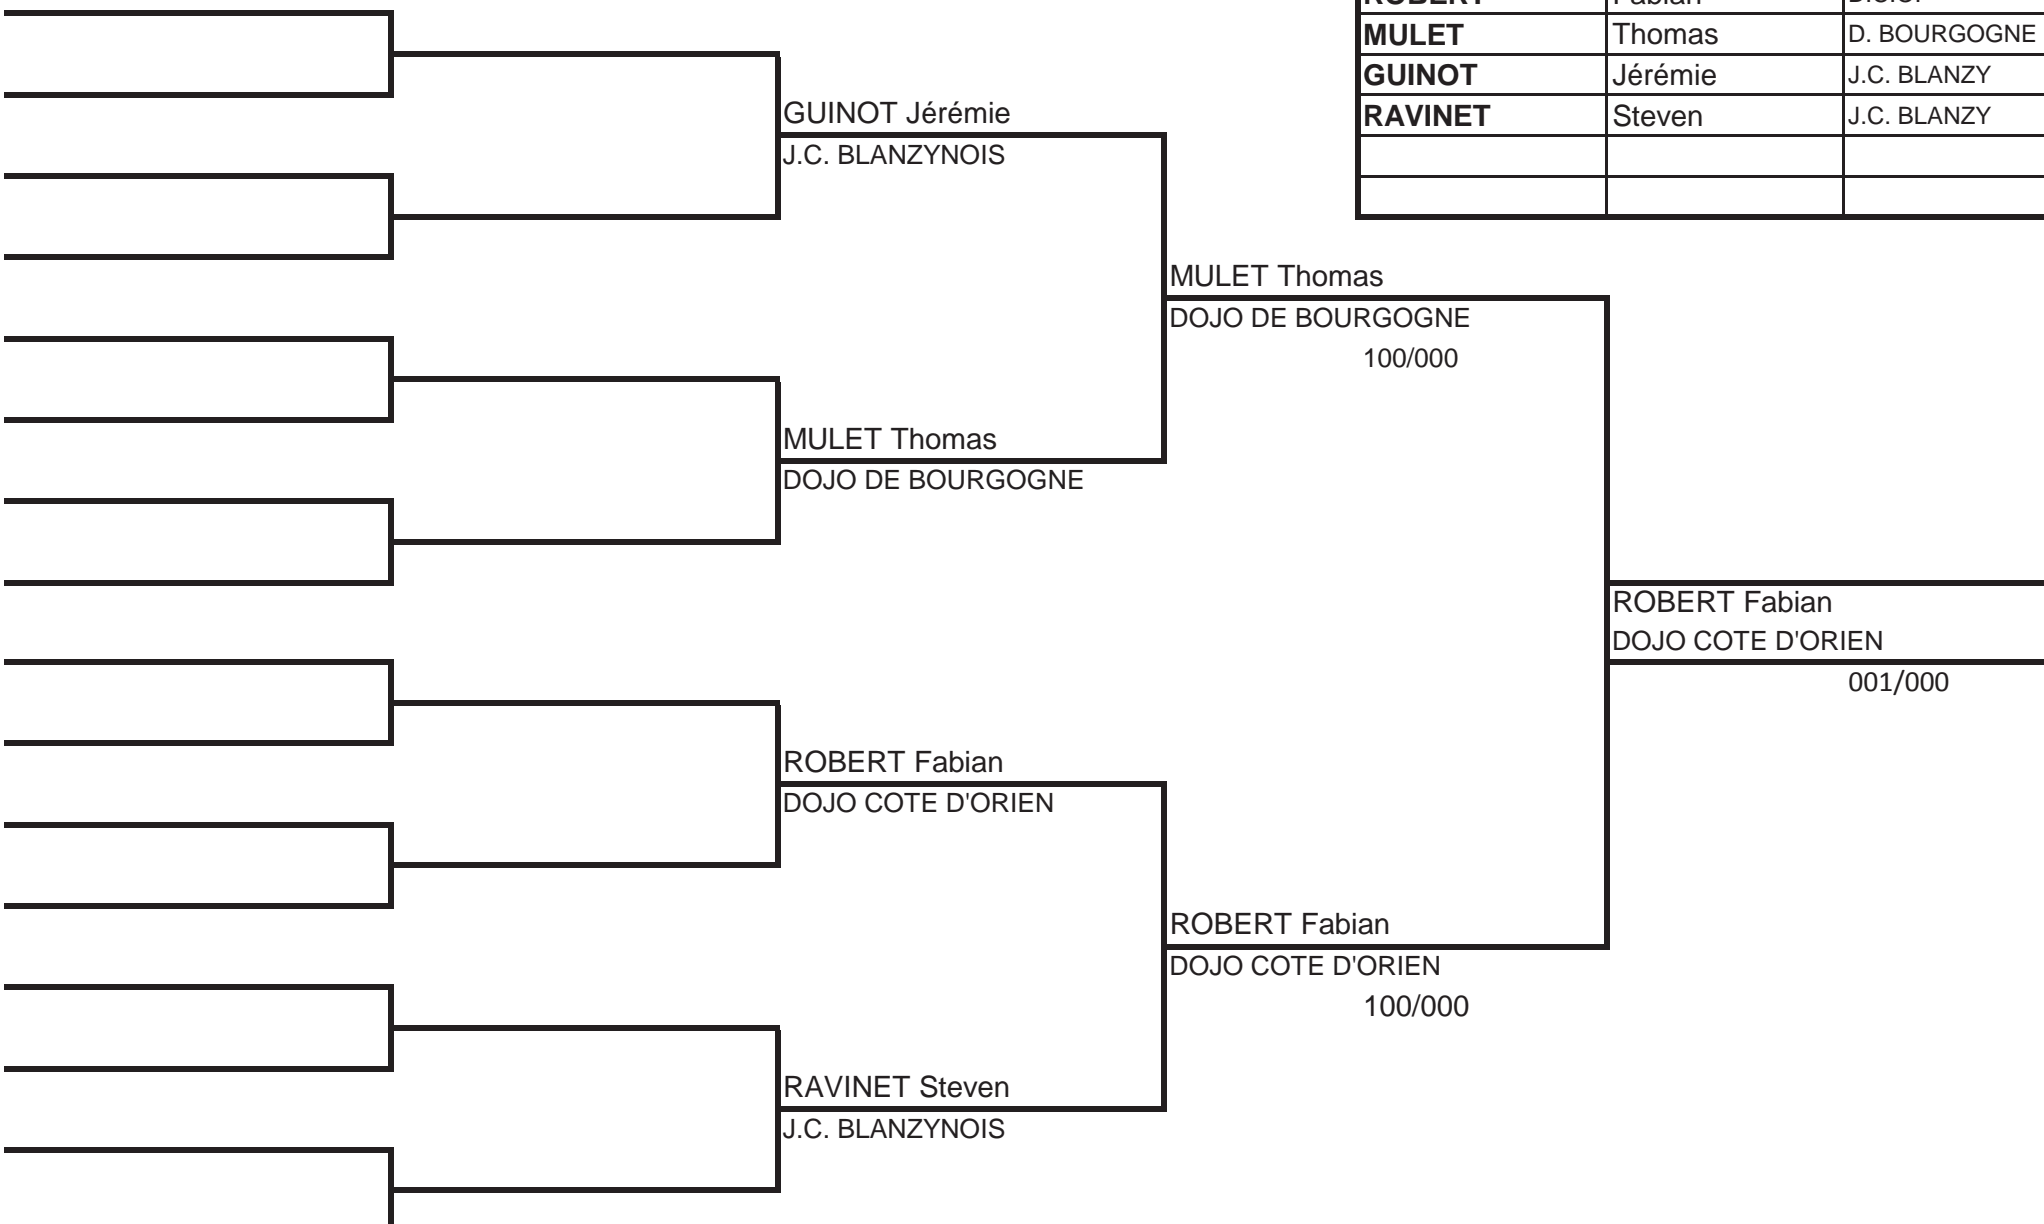 ROBERT Fabian
MULET Thomas D. BOURGOGNE
GUINOT Jérémie J.C. BLANZY
RAVINET Steven J.C. BLANZY
GUINOT Jérémie
J.C. BLANZYNOIS
MULET Thomas
DOJO DE BOURGOGNE
100/000
MULET Thomas
DOJO DE BOURGOGNE
ROBERT Fabian
DOJO COTE D'ORIEN
001/000
ROBERT Fabian
DOJO COTE D'ORIEN
ROBERT Fabian
DOJO COTE D'ORIEN
100/000
RAVINET Steven
J.C. BLANZYNOIS